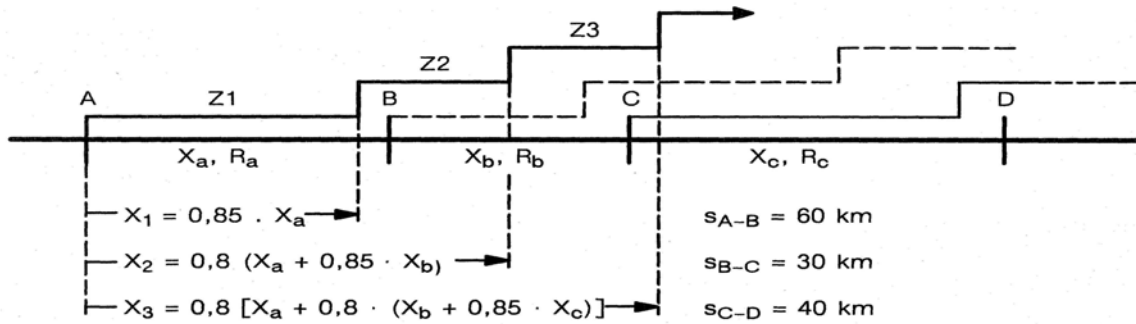 Z3
Z2
A Z1 B C D
Xa, Ra Xb, Rb Xc, Rc
X1 = 0,85 . Xa sA-B = 60 km
X2 = 0,8 (Xa + 0,85 · Xb) sB-C = 30 km
X3 = 0,8 [Xa + 0,8 · (Xb + 0,85 · Xc)] sC-D = 40 km